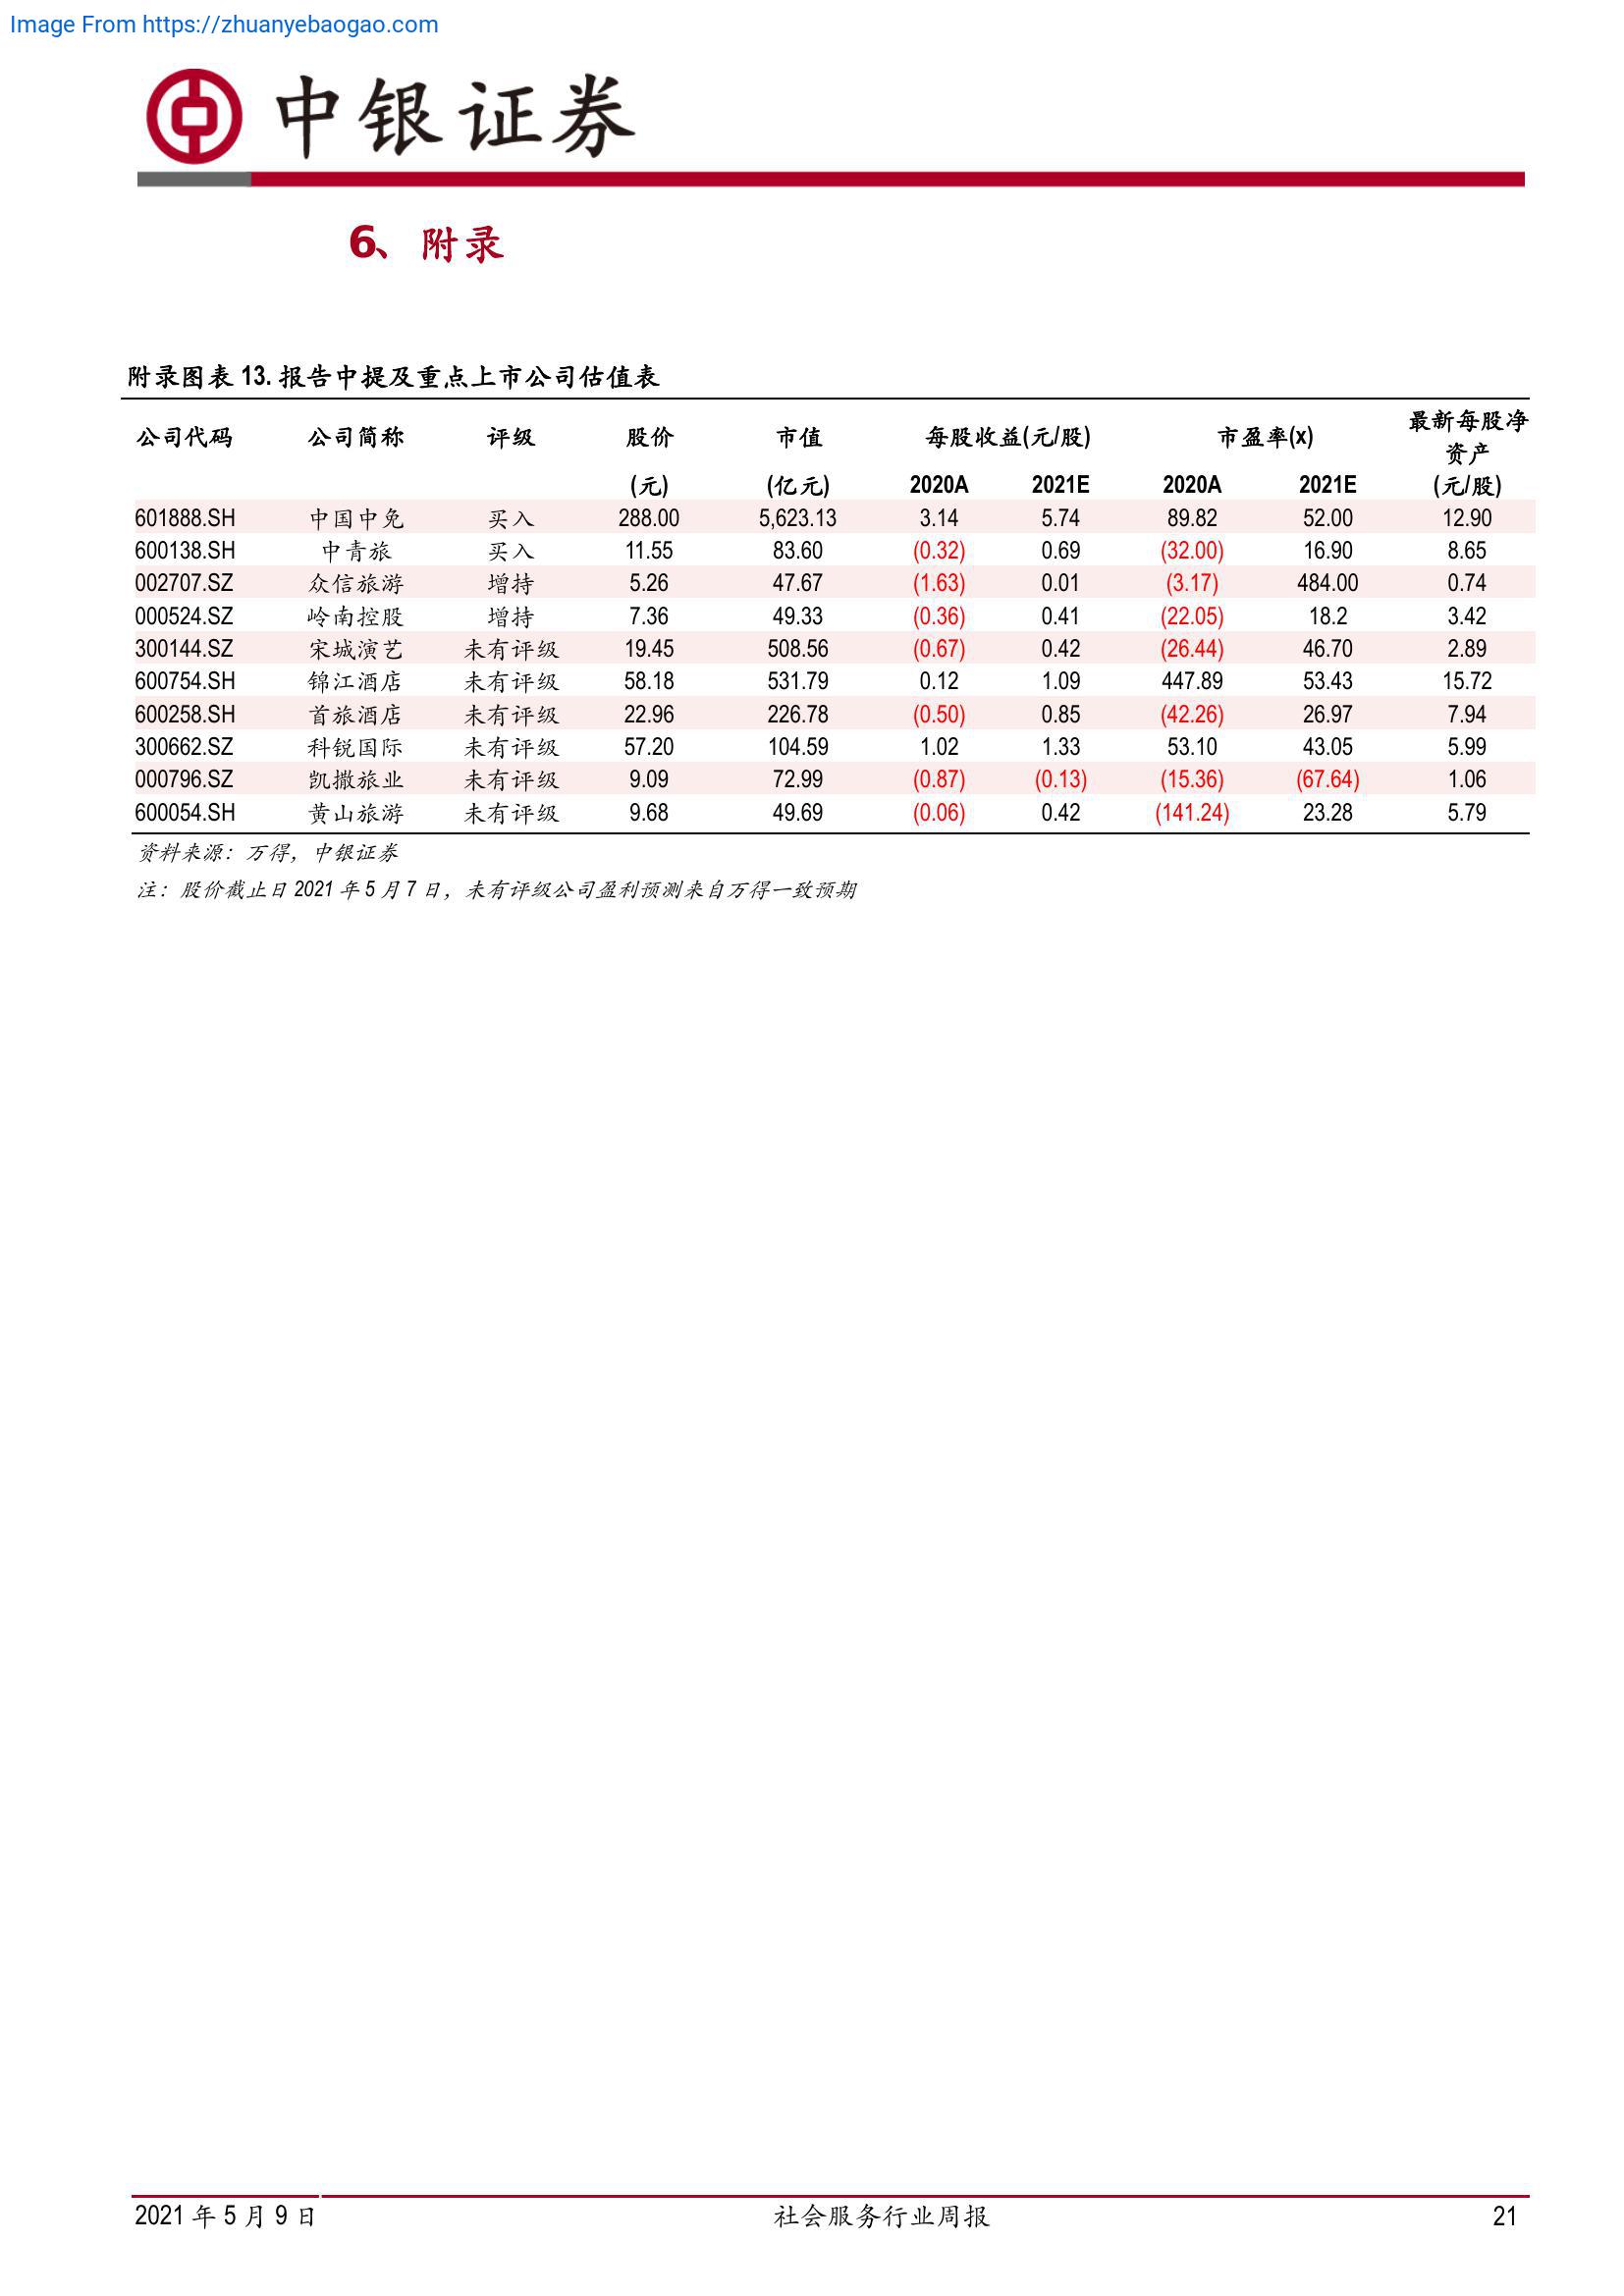 Image From https://zhuanyebaogao.com
中银证券
6、附录
附录图表 13. 报告中提及重点上市公司估值表
公司代码 公司简称 评级 股价 市值 每股收益(元/股) 市盈率(x) 最新每股净资产
(元) (亿元) 2020A 2021E 2020A 2021E (元/股)
601888.SH 中国中免 买入 288.00 5,623.13 3.14 5.74 89.82 52.00 12.90
600138.SH 中青旅 买入 11.55 83.60 (0.32) 0.69 (32.00) 16.90 8.65
002707.SZ 众信旅游 增持 5.26 47.67 (1.63) 0.01 (3.17) 484.00 0.74
000524.SZ 岭南控股 增持 7.36 49.33 (0.36) 0.41 (22.05) 18.2 3.42
300144.SZ 宋城演艺 未有评级 19.45 508.56 (0.67) 0.42 (26.44) 46.70 2.89
600754.SH 锦江酒店 未有评级 58.18 531.79 0.12 1.09 447.89 53.43 15.72
600258.SH 首旅酒店 未有评级 22.96 226.78 (0.50) 0.85 (42.26) 26.97 7.94
300662.SZ 科锐国际 未有评级 57.20 104.59 1.02 1.33 53.10 43.05 5.99
000796.SZ 凯撒旅业 未有评级 9.09 72.99 (0.87) (0.13) (15.36) (67.64) 1.06
600054.SH 黄山旅游 未有评级 9.68 49.69 (0.06) 0.42 (141.24) 23.28 5.79
资料来源：万得，中银证券
注：股价截止日 2021 年 5 月 7 日，未有评级公司盈利预测来自万得一致预期
2021 年 5 月 9 日 社会服务行业周报 21